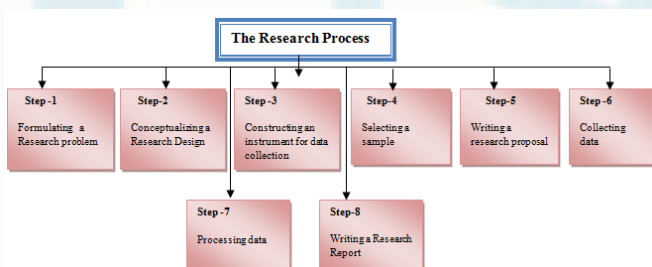 The Research Process
Step -1
Formulating a
Research problem
Step-2
Conceptualizing a
Research Design
Step -3
Constructing an
instrument for data
collection
Step-4
Selecting a
sample
Step-5
Writing a
research proposal
Step -6
Collecting
data
Step -7
Processing data
Step-8
Writing a Research
Report